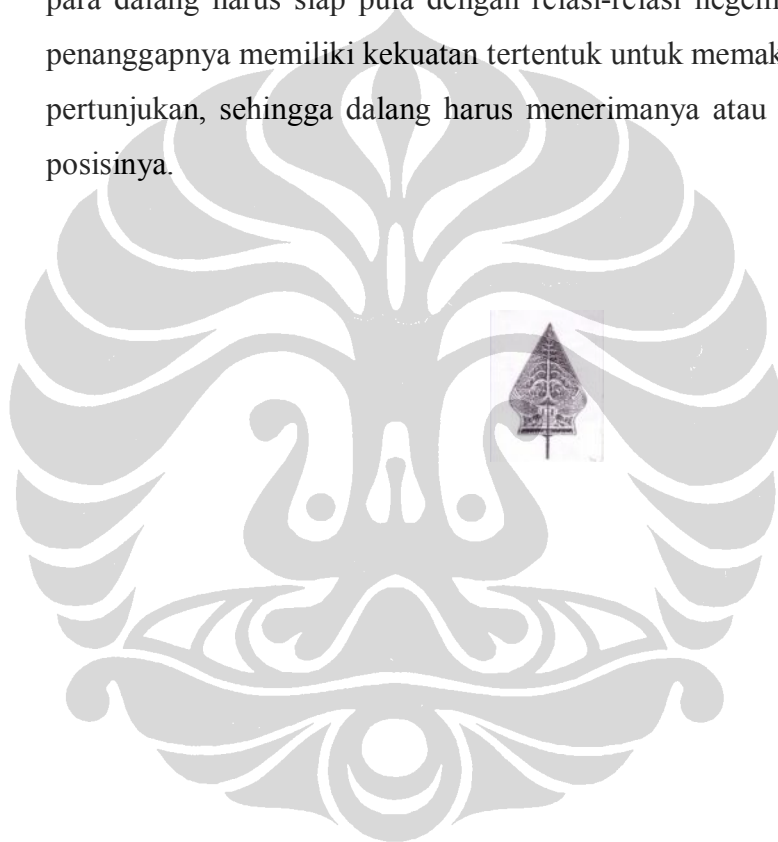 para dalang harus siap pula dengan relasi-relasi
penanggapnya memiliki kekuatan tertentuk untuk
pertunjukan, sehingga dalang harus menerimanya atau
posisinya.